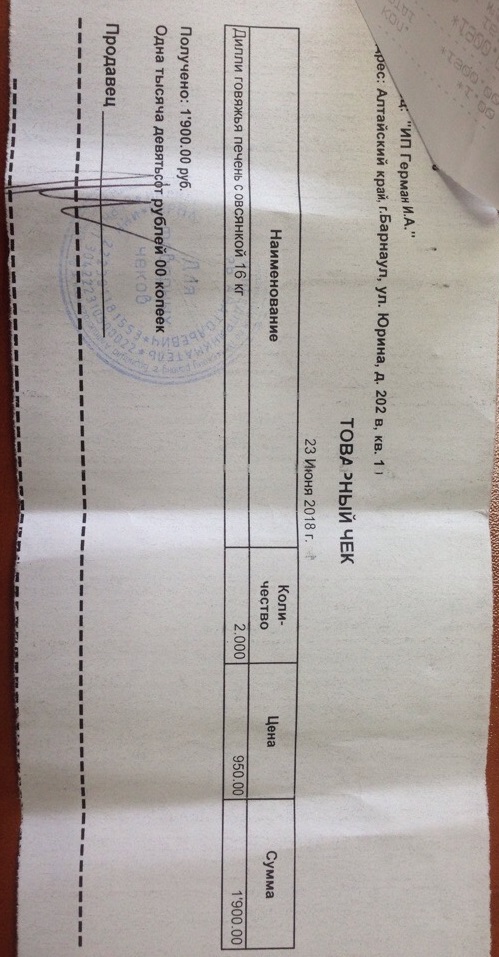 "ИП Герман И.А."
Алтайский край, г.Барнаул, ул. Юрина, д. 202 в, кв. 1
ТОВАРНЫЙ ЧЕК
23 Июня 2018 г.
Наименование Коли- Цена Сумма
чество
Дилли говяжья печень с овсянкой 16 кг 2.000 950.00 1'900.00
Получено: 1'900.00 руб.
Одна тысяча девятьсот рублей 00 копеек
Продавец
ДЛЯ
чеков